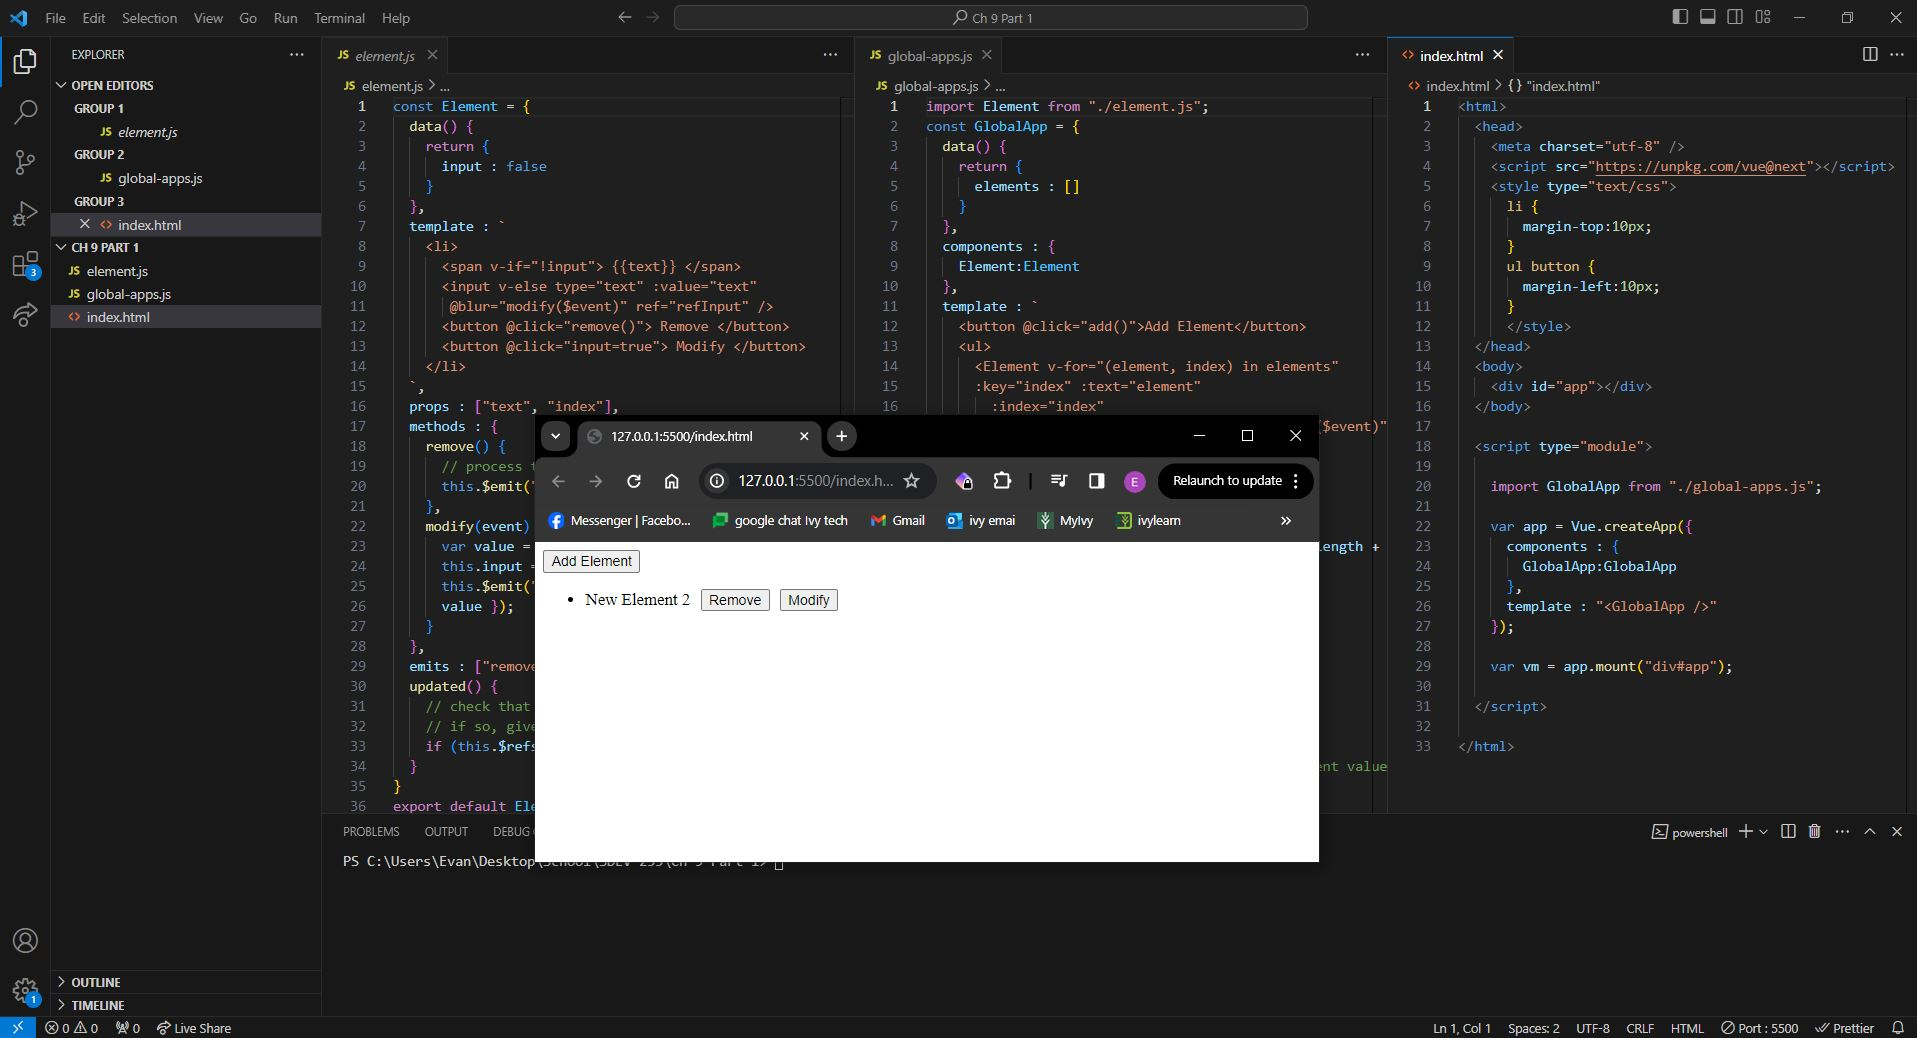 File Edit Selection View Go Run Terminal Help
Ch 9 Part 1
EXPLORER
OPEN EDITORS
GROUP 1
JS element.js
GROUP 2
JS global-apps.js
GROUP 3
index.html
CH 9 PART 1
JS element.js
JS global-apps.js
index.html
3
1
OUTLINE
TIMELINE
JS element.js
JS element.js > ...
1 const Element = {
2 data() {
3 return {
4 input : false
5 }
6 },
7 template : `
8 <li>
9 <span v-if="!input"> {{text}} </span>
10 <input v-else type="text" :value="text"
11 @blur="modify($event)" ref="refInput" />
12 <button @click="remove()"> Remove </button>
13 <button @click="input=true"> Modify </button>
14 </li>
15 `,
16 props : ["text", "index"],
17 methods : {
18 remove() {
19 // process
20 this.$emit("
21 },
22 modify(event)
23 var value =
24 this.input =
25 this.$emit("
26 value });
27 }
28 },
29 emits : ["remove
30 updated() {
31 // check that
32 // if so, give
33 if (this.$refs
34 }
35 }
36 export default Ele
JS global-apps.js
JS global-apps.js > ...
1 import Element from "./element.js";
2 const GlobalApp = {
3 data() {
4 return {
5 elements : []
6 }
7 },
8 components : {
9 Element:Element
10 },
11 template : `
12 <button @click="add()">Add Element</button>
13 <ul>
14 <Element v-for="(element, index) in elements"
15 :key="index" :text="element"
16 :index="index"
($event)"
length +
ent value
index.html
index.html > {} "index.html"
1 <html>
2 <head>
3 <meta charset="utf-8" />
4 <script src="https://unpkg.com/vue@next"></script>
5 <style type="text/css">
6 li {
7 margin-top:10px;
8 }
9 ul button {
10 margin-left:10px;
11 }
12 </style>
13 </head>
14 <body>
15 <div id="app"></div>
16 </body>
17
18 <script type="module">
19
20 import GlobalApp from "./global-apps.js";
21
22 var app = Vue.createApp({
23 components : {
24 GlobalApp:GlobalApp
25 },
26 template : "<GlobalApp />"
27 });
28
29 var vm = app.mount("div#app");
30
31 </script>
32
33 </html>
127.0.0.1:5500/index.html
127.0.0.1:5500/index.h...
E
Relaunch to update
Messenger | Facebo...
google chat Ivy tech
Gmail
ivy emai
MyIvy
ivylearn
Add Element
New Element 2 Remove Modify
PROBLEMS OUTPUT DEBUG
powershell
PS C:\Users\Evan\Desktop
0 0 0 Live Share
Ln 1, Col 1 Spaces: 2 UTF-8 CRLF HTML Port : 5500 Prettier